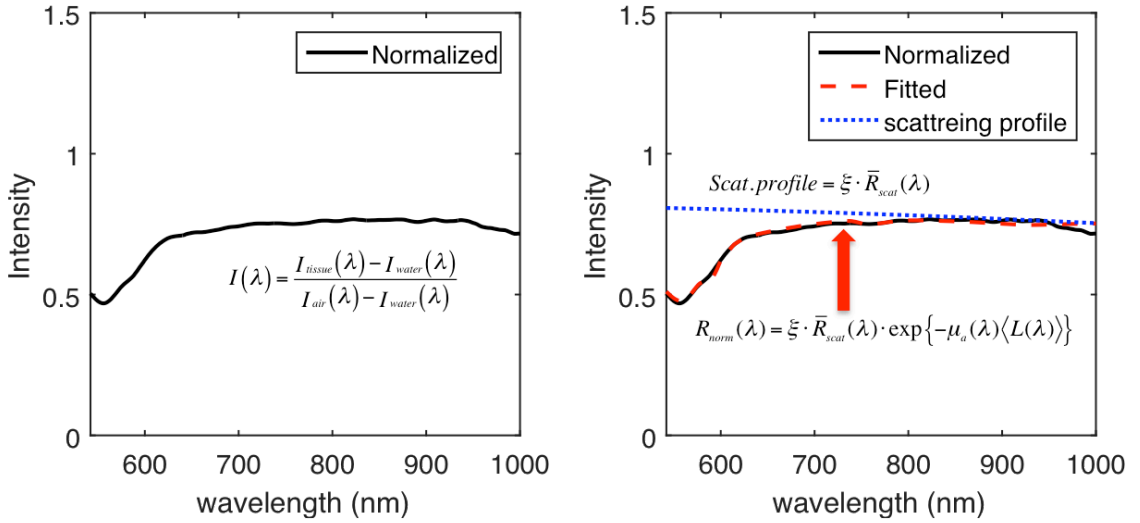 1.5
1
0.5
0
Intensity
Normalized
I(λ) = (I_tissue(λ) − I_water(λ)) / (I_air(λ) − I_water(λ))
600 700 800 900 1000
wavelength (nm)
1.5
1
0.5
0
Intensity
Normalized
Fitted
scattreing profile
Scat.profile = ξ · R̅_scat(λ)
R_norm(λ) = ξ · R̅_scat(λ) · exp{−μ_a(λ)⟨L(λ)⟩}
600 700 800 900 1000
wavelength (nm)